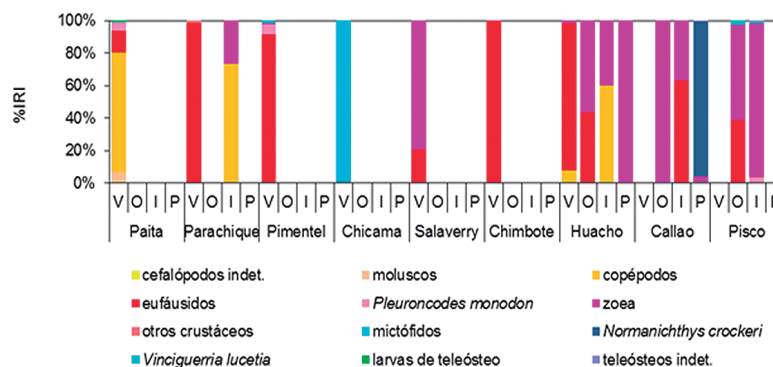 100%
80%
60%
40%
20%
0%
%IRI
V O I P V O I P V O I P V O I P V O I P V O I P V O I P V O I P V O I P
Paita Parachique Pimentel Chicama Salaverry Chimbote Huacho Callao Pisco
cefalópodos indet. moluscos copépodos
eufáusidos Pleuroncodes monodon zoea
otros crustáceos mictófidos Normanichthys crockeri
Vinciguerria lucetia larvas de teleósteo teleósteos indet.